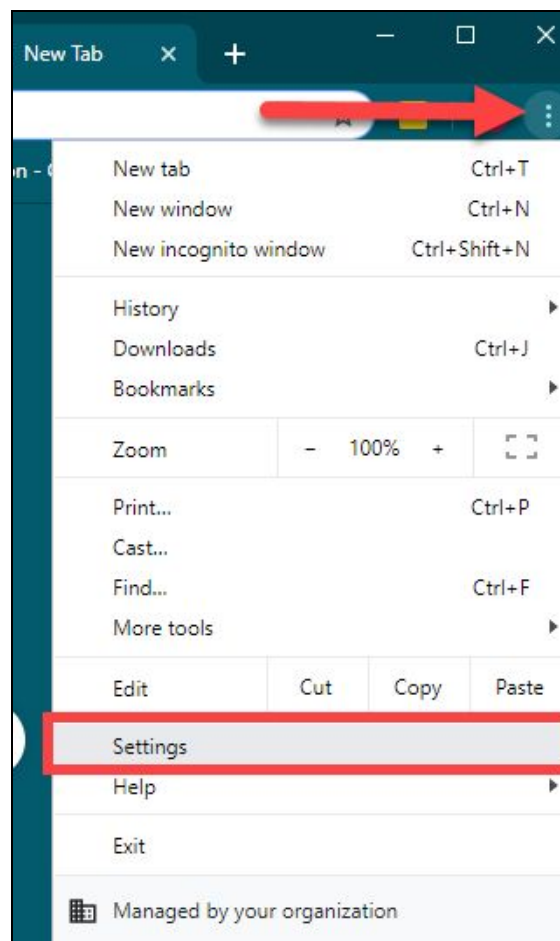 New Tab
on - C
New tab Ctrl+T
New window Ctrl+N
New incognito window Ctrl+Shift+N
History
Downloads Ctrl+J
Bookmarks
Zoom - 100% +
Print... Ctrl+P
Cast...
Find... Ctrl+F
More tools
Edit Cut Copy Paste
Settings
Help
Exit
Managed by your organization